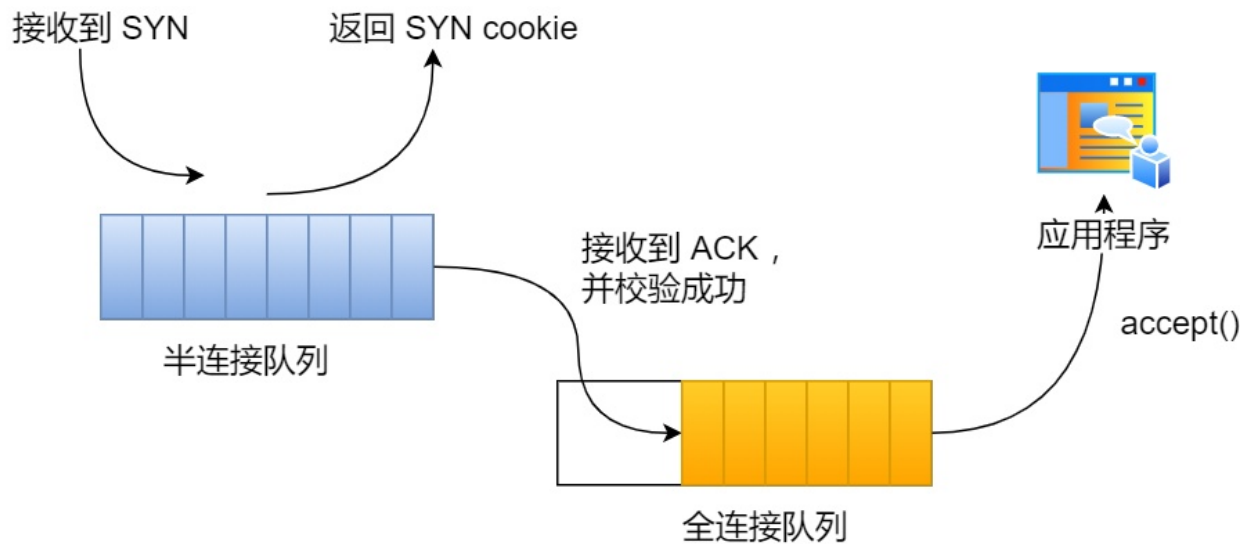 接收到 SYN
返回 SYN cookie
应用程序
接收到 ACK，
并校验成功
accept()
半连接队列
全连接队列